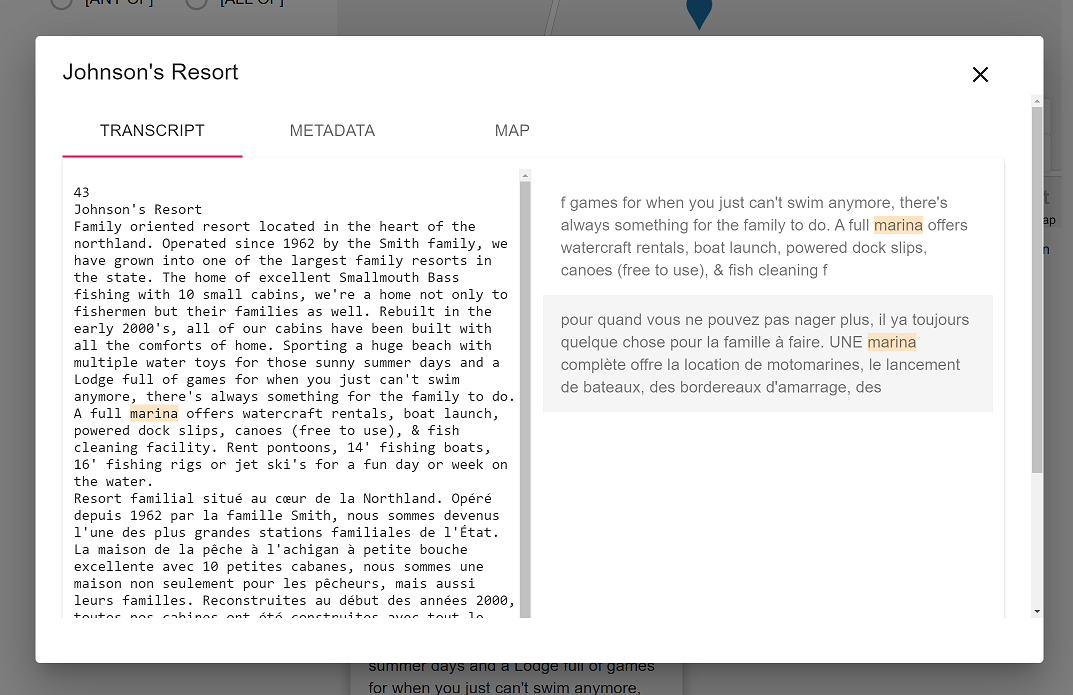 [ANY OF] [ALL OF]
Johnson's Resort
TRANSCRIPT METADATA MAP
43
Johnson's Resort
Family oriented resort located in the heart of the
northland. Operated since 1962 by the Smith family, we
have grown into one of the largest family resorts in
the state. The home of excellent Smallmouth Bass
fishing with 10 small cabins, we're a home not only to
fishermen but their families as well. Rebuilt in the
early 2000's, all of our cabins have been built with
all the comforts of home. Sporting a huge beach with
multiple water toys for those sunny summer days and a
Lodge full of games for when you just can't swim
anymore, there's always something for the family to do.
A full marina offers watercraft rentals, boat launch,
powered dock slips, canoes (free to use), & fish
cleaning facility. Rent pontoons, 14' fishing boats,
16' fishing rigs or jet ski's for a fun day or week on
the water.
Resort familial situé au cœur de la Northland. Opéré
depuis 1962 par la famille Smith, nous sommes devenus
l'une des plus grandes stations familiales de l'État.
La maison de la pêche à l'achigan à petite bouche
excellente avec 10 petites cabanes, nous sommes une
maison non seulement pour les pêcheurs, mais aussi
leurs familles. Reconstruites au début des années 2000,
toutes nos cabines ont été construites avec tout le
f games for when you just can't swim anymore, there's
always something for the family to do. A full marina offers
watercraft rentals, boat launch, powered dock slips,
canoes (free to use), & fish cleaning f
pour quand vous ne pouvez pas nager plus, il ya toujours
quelque chose pour la famille à faire. UNE marina
complète offre la location de motomarines, le lancement
de bateaux, des bordereaux d'amarrage, des
summer days and a Lodge full of games
for when you just can't swim anymore,